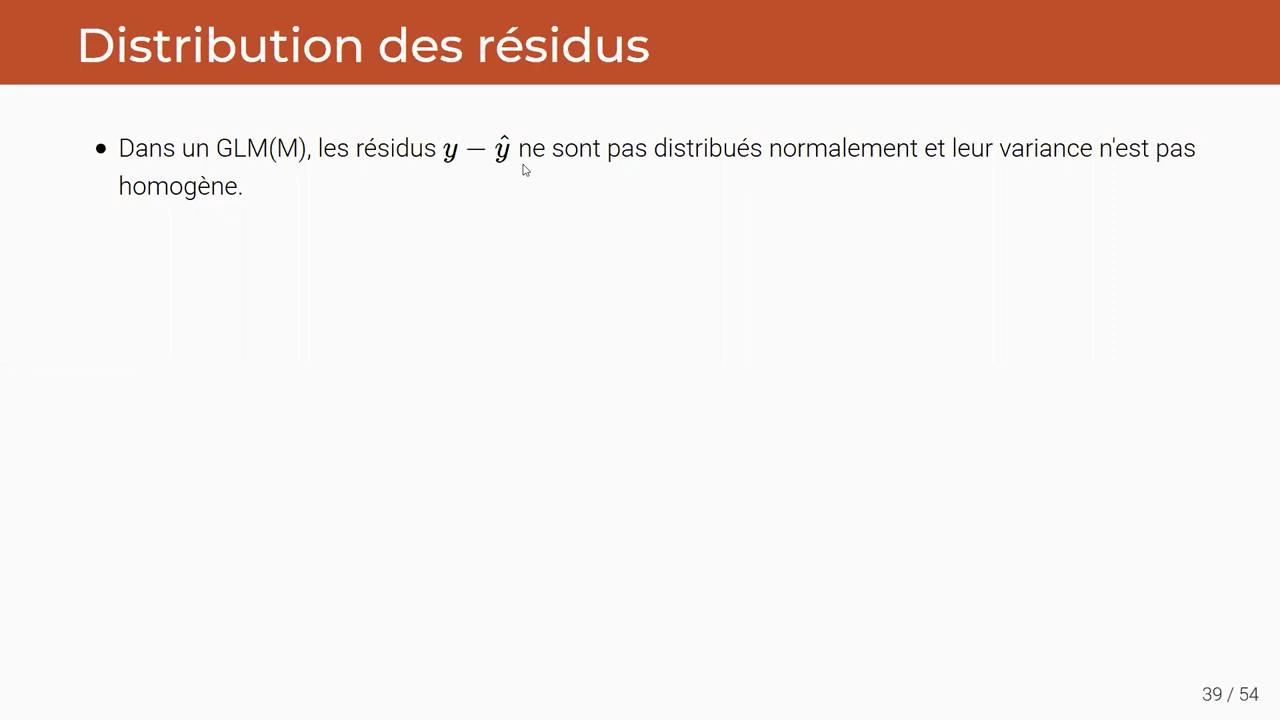 Distribution des résidus
• Dans un GLM(M), les résidus y − ŷ ne sont pas distribués normalement et leur variance n'est pas
homogène.
39 / 54